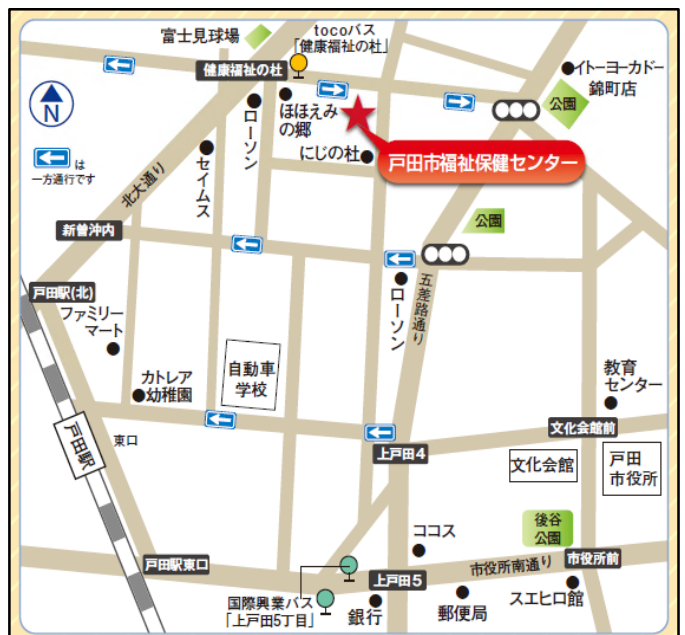 富士見球場
tocoバス
「健康福祉の杜」
健康福祉の杜
イトーヨーカドー
錦町店
公園
N
ほほえみ
の郷
ローソン
にじの杜
戸田市福祉保健センター
は
一方通行です
セイムス
北大通り
公園
新曽沖内
戸田駅(北)
ファミリー
マート
五差路通り
ローソン
自動車
学校
カトレア
幼稚園
教育
センター
文化会館前
東口
戸田駅
上戸田4
文化会館
戸田
市役所
後谷
公園
ココス
戸田駅東口
市役所南通り
市役所前
上戸田5
国際興業バス
「上戸田5丁目」
銀行
郵便局
スエヒロ館